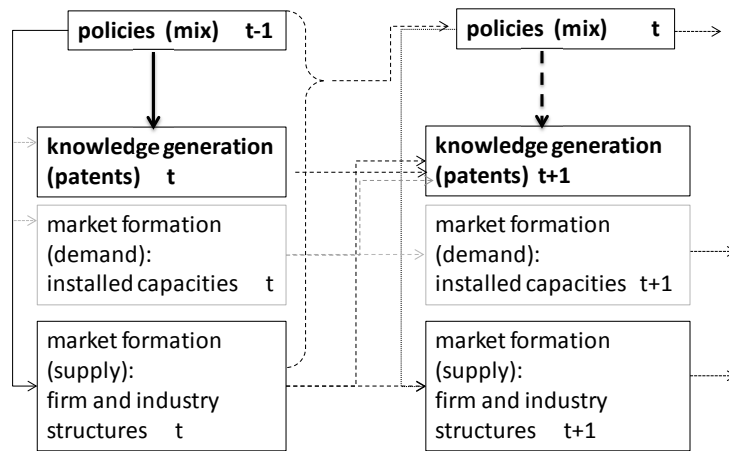 policies (mix) t-1
knowledge generation
(patents) t
market formation
(demand):
installed capacities t
market formation
(supply):
firm and industry
structures t
policies (mix) t
knowledge generation
(patents) t+1
market formation
(demand):
installed capacities t+1
market formation
(supply):
firm and industry
structures t+1